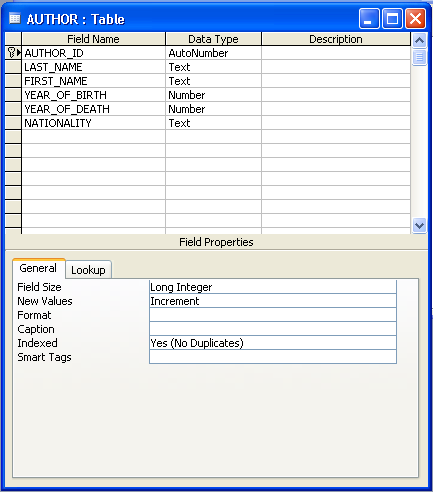 AUTHOR : Table
Field Name Data Type Description
AUTHOR_ID AutoNumber
LAST_NAME Text
FIRST_NAME Text
YEAR_OF_BIRTH Number
YEAR_OF_DEATH Number
NATIONALITY Text
Field Properties
General Lookup
Field Size Long Integer
New Values Increment
Format
Caption
Indexed Yes (No Duplicates)
Smart Tags